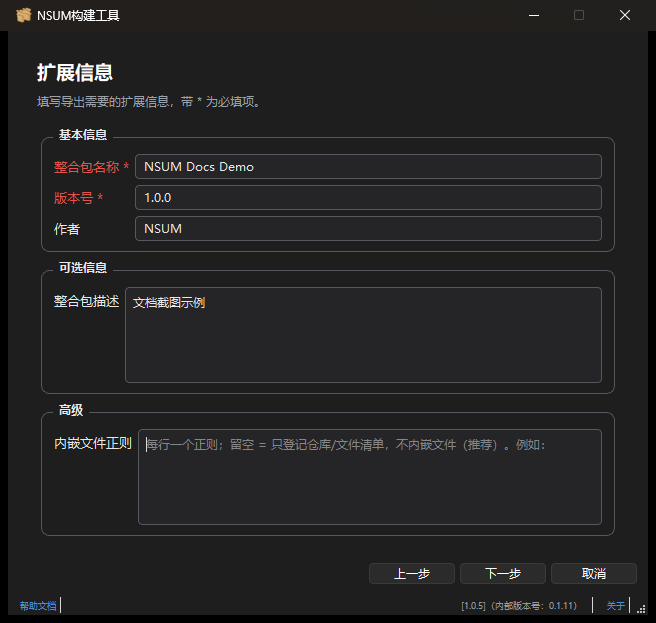 NSUM构建工具
扩展信息
填写导出需要的扩展信息，带 * 为必填项。
基本信息
整合包名称 * NSUM Docs Demo
版本号 * 1.0.0
作者 NSUM
可选信息
整合包描述 文档截图示例
高级
内嵌文件正则 每行一个正则；留空 = 只登记仓库/文件清单，不内嵌文件（推荐）。例如：
上一步 下一步 取消
帮助文档 [1.0.5]（内部版本号：0.1.11） 关于